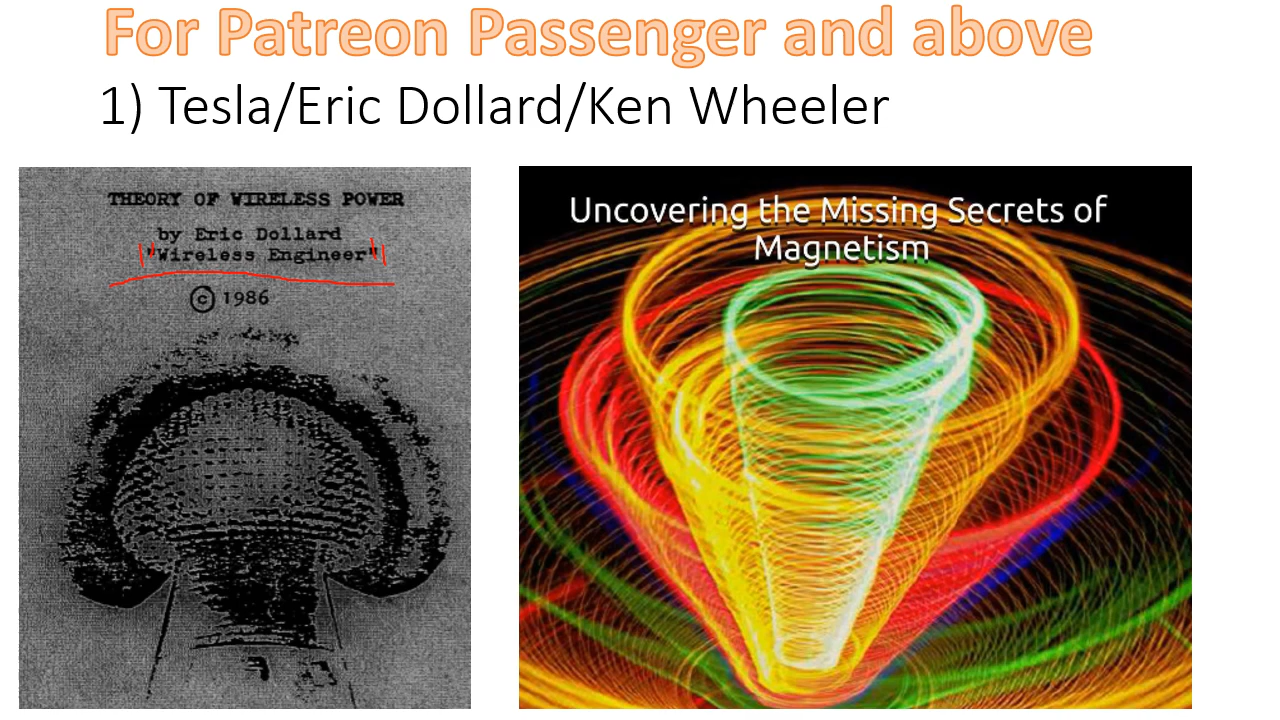 For Patreon Passenger and above
1) Tesla/Eric Dollard/Ken Wheeler
THEORY OF WIRELESS POWER
by Eric Dollard
"Wireless Engineer"
© 1986
Uncovering the Missing Secrets of
Magnetism